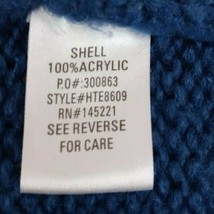 SHELL
100%ACRYLIC
P.O#:300863
STYLE#HTE8609
RN#145221
SEE REVERSE
FOR CARE